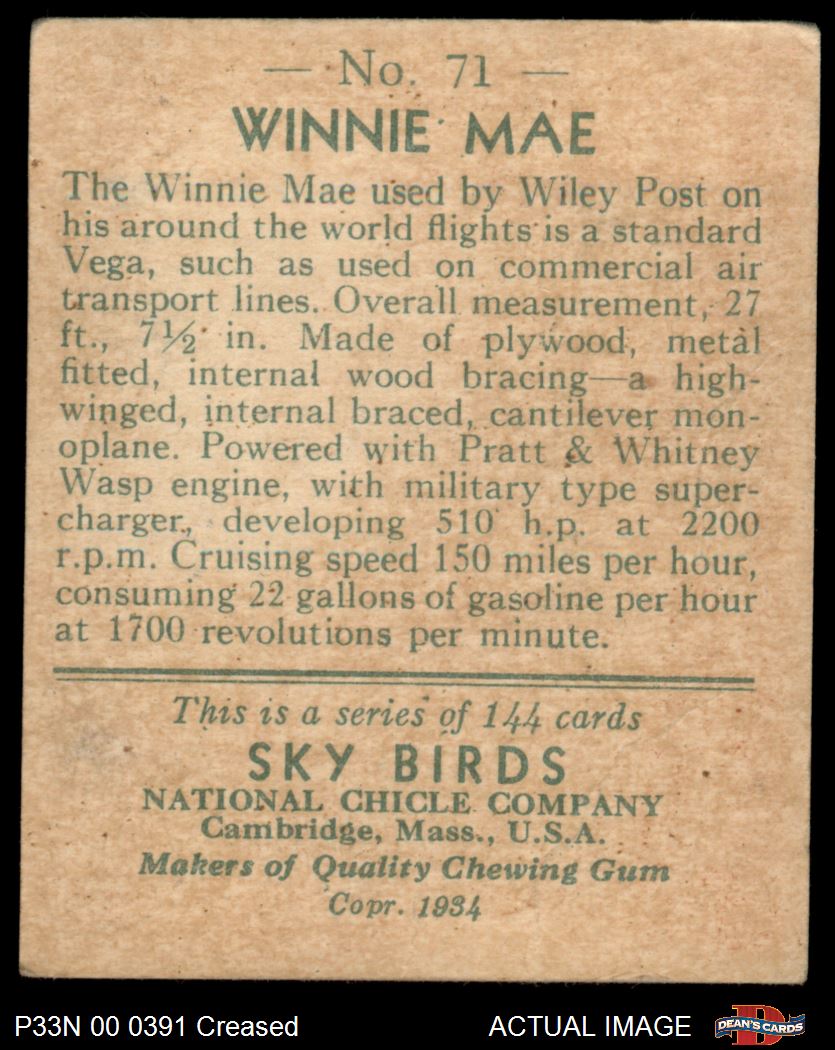 — No. 71 —
WINNIE MAE
The Winnie Mae used by Wiley Post on
his around the world flights is a standard
Vega, such as used on commercial air
transport lines. Overall measurement, 27
ft., 7½ in. Made of plywood, metal
fitted, internal wood bracing—a high-
winged, internal braced, cantilever mon-
oplane. Powered with Pratt & Whitney
Wasp engine, with military type super-
charger, developing 510 h.p. at 2200
r.p.m. Cruising speed 150 miles per hour,
consuming 22 gallons of gasoline per hour
at 1700 revolutions per minute.
This is a series of 144 cards
SKY BIRDS
NATIONAL CHICLE COMPANY
Cambridge, Mass., U.S.A.
Makers of Quality Chewing Gum
Copr. 1934
P33N 00 0391 Creased
ACTUAL IMAGE
D
DEAN'S CARDS